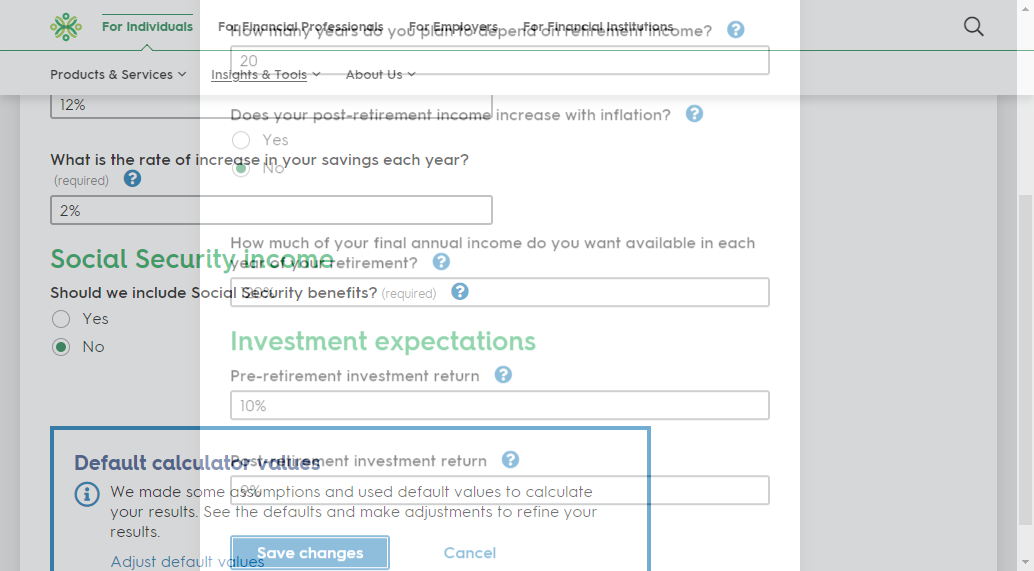 For Individuals
For Financial Professionals
For Employers
For Financial Institutions
Products & Services
Insights & Tools
About Us
12%
What is the rate of increase in your savings each year?
(required)
2%
Social Security income
Should we include Social Security benefits? (required)
Yes
No
Default calculator values
We made some assumptions and used default values to calculate
your results. See the defaults and make adjustments to refine your
results.
Adjust default values
How many years do you plan to depend on retirement income?
20
Does your post-retirement income increase with inflation?
Yes
No
How much of your final annual income do you want available in each
year of your retirement?
Investment expectations
Pre-retirement investment return
10%
Post-retirement investment return
Save changes
Cancel